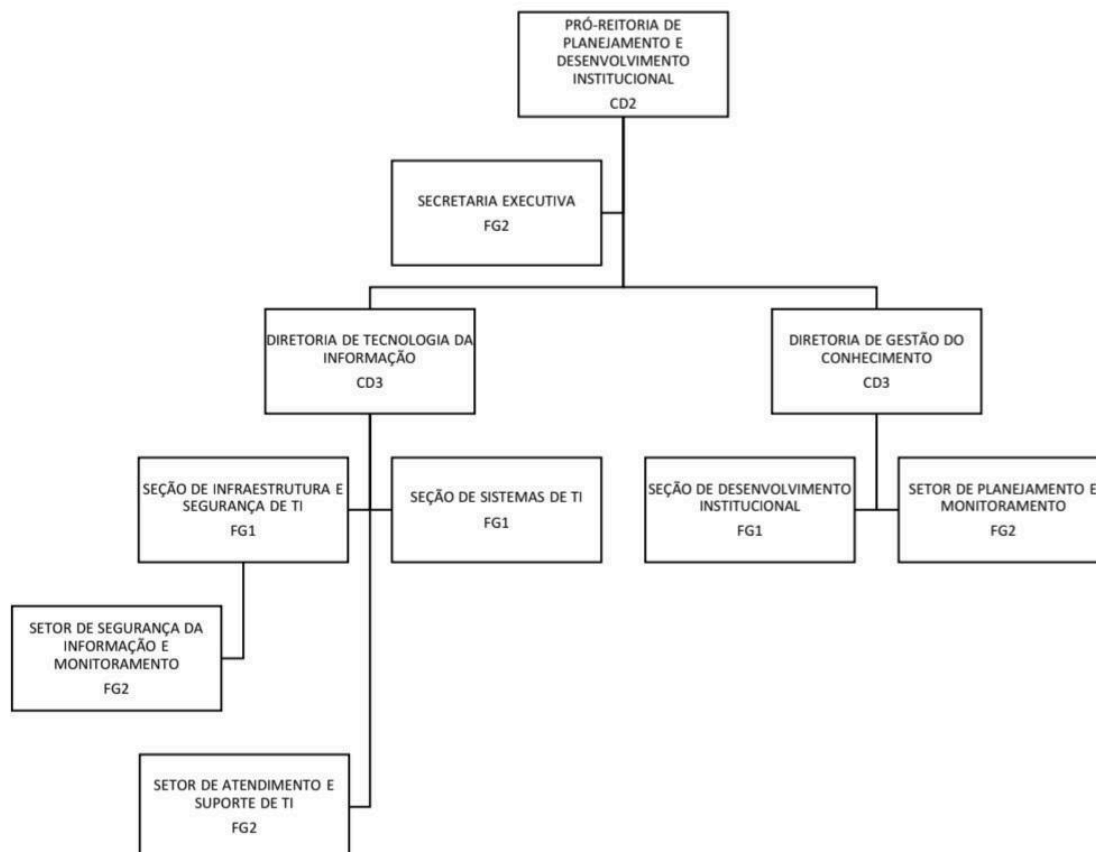 PRÓ-REITORIA DE
PLANEJAMENTO E
DESENVOLVIMENTO
INSTITUCIONAL
CD2
SECRETARIA EXECUTIVA
FG2
DIRETORIA DE TECNOLOGIA DA
INFORMAÇÃO
CD3
DIRETORIA DE GESTÃO DO
CONHECIMENTO
CD3
SEÇÃO DE INFRAESTRUTURA E
SEGURANÇA DE TI
FG1
SEÇÃO DE SISTEMAS DE TI
FG1
SEÇÃO DE DESENVOLVIMENTO
INSTITUCIONAL
FG1
SETOR DE PLANEJAMENTO E
MONITORAMENTO
FG2
SETOR DE SEGURANÇA DA
INFORMAÇÃO E
MONITORAMENTO
FG2
SETOR DE ATENDIMENTO E
SUPORTE DE TI
FG2